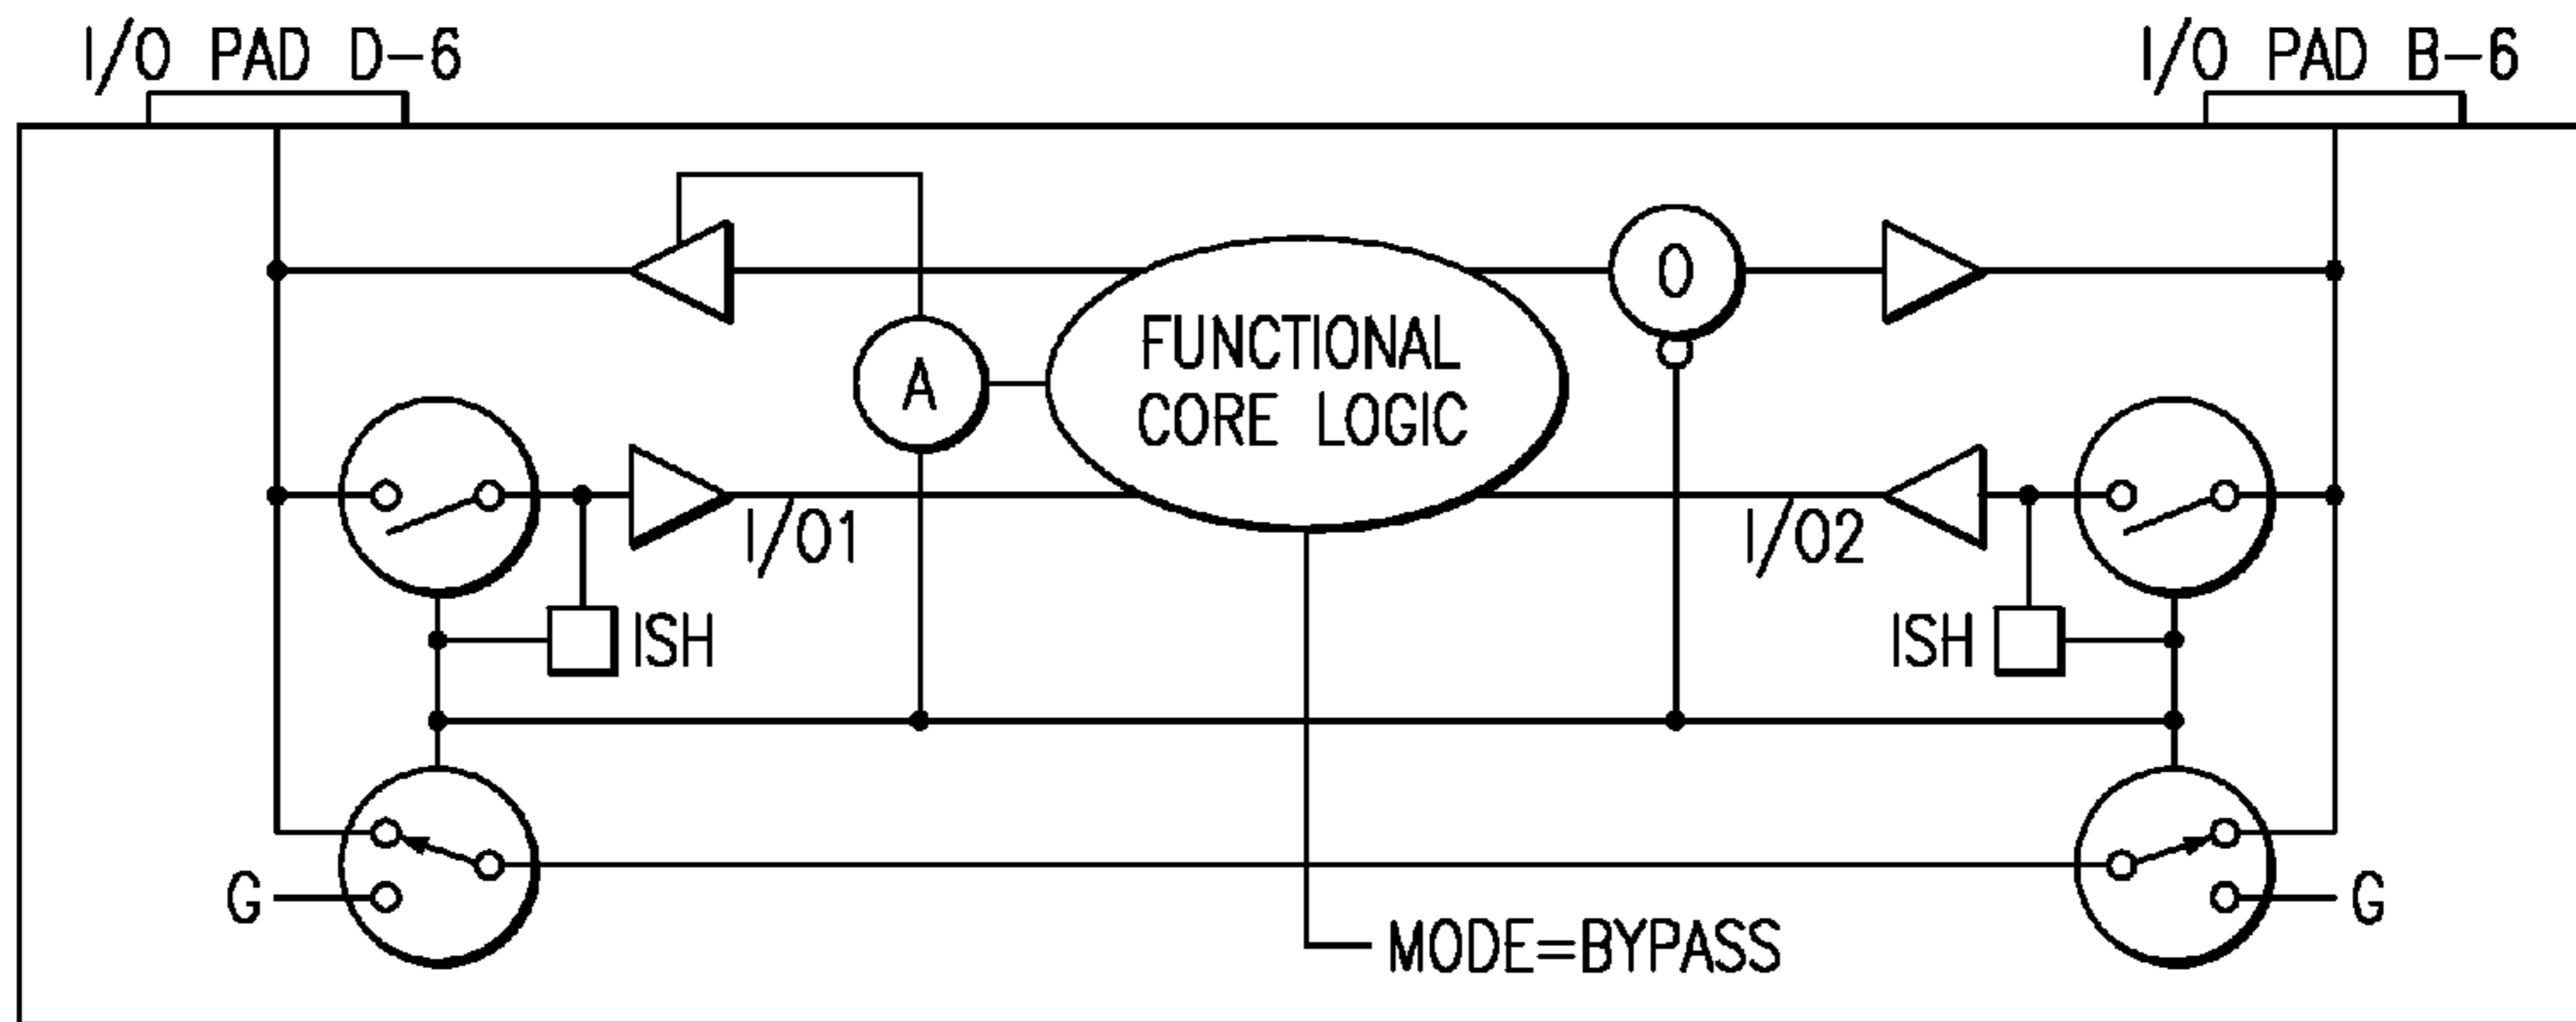 I/O PAD D-6
I/O PAD B-6
O
A
FUNCTIONAL
CORE LOGIC
I/O1
I/O2
ISH
ISH
G
G
MODE=BYPASS